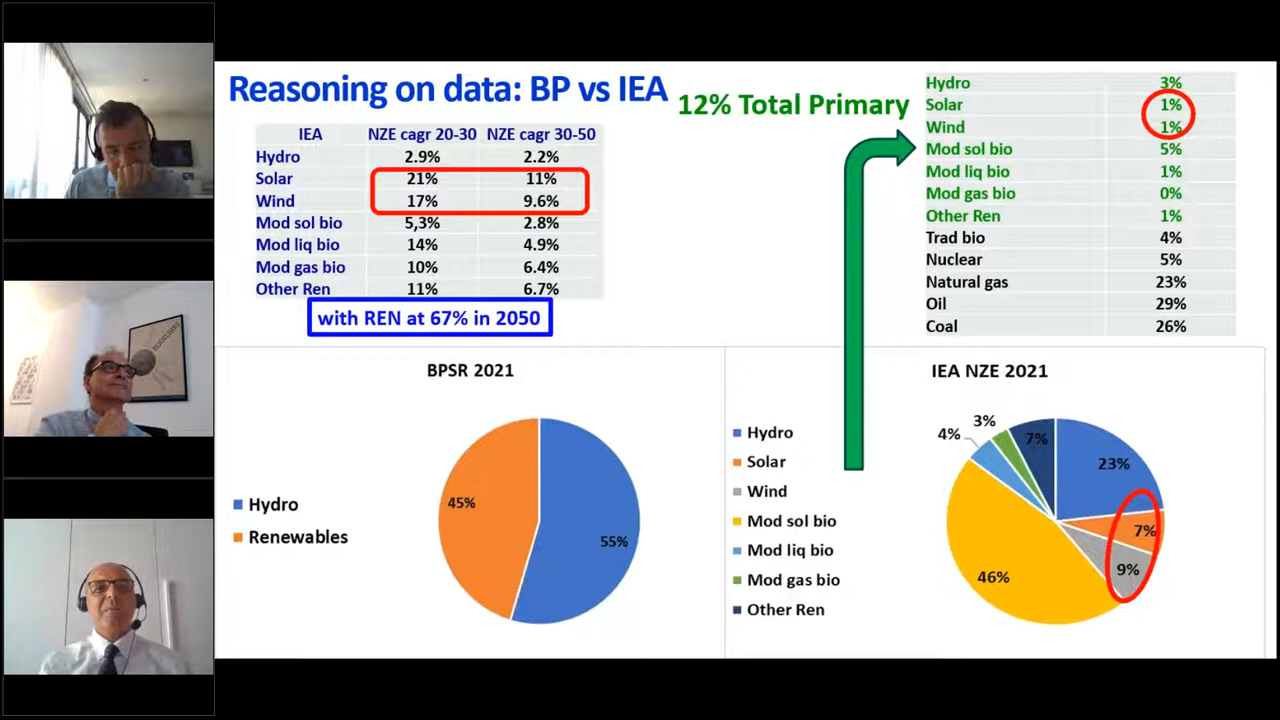 Reasoning on data: BP vs IEA
IEA NZE cagr 20-30 NZE cagr 30-50
Hydro 2.9% 2.2%
Solar 21% 11%
Wind 17% 9.6%
Mod sol bio 5,3% 2.8%
Mod liq bio 14% 4.9%
Mod gas bio 10% 6.4%
Other Ren 11% 6.7%
with REN at 67% in 2050
12% Total Primary
Hydro 3%
Solar 1%
Wind 1%
Mod sol bio 5%
Mod liq bio 1%
Mod gas bio 0%
Other Ren 1%
Trad bio 4%
Nuclear 5%
Natural gas 23%
Oil 29%
Coal 26%
BPSR 2021
Hydro
Renewables
45%
55%
IEA NZE 2021
Hydro
Solar
Wind
Mod sol bio
Mod liq bio
Mod gas bio
Other Ren
4%
3%
7%
23%
7%
9%
46%